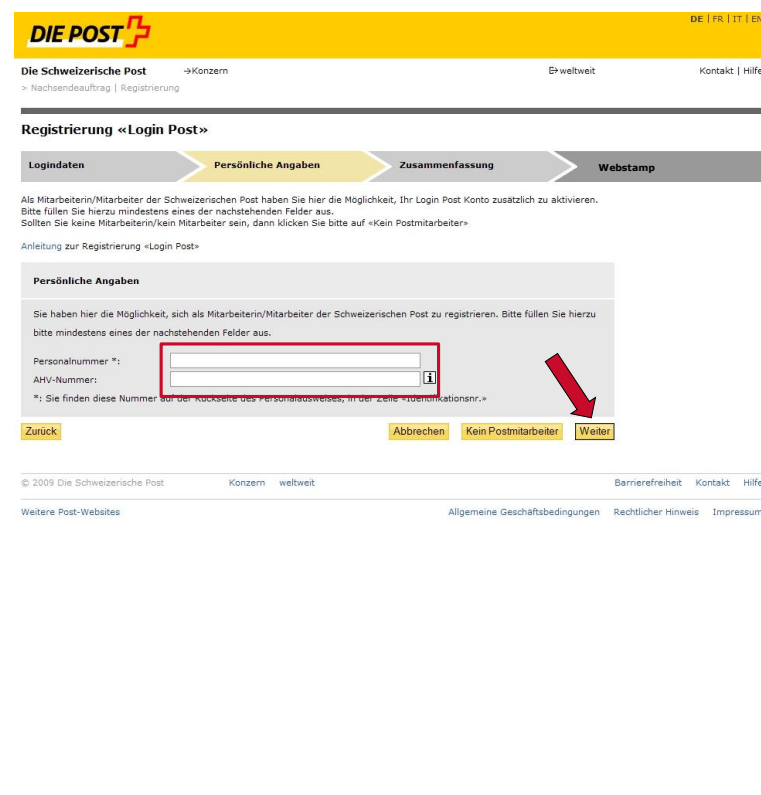 DIE POST
DE | FR | IT | EN
Die Schweizerische Post →Konzern weltweit Kontakt | Hilfe
> Nachsendeauftrag | Registrierung
Registrierung «Login Post»
Logindaten Persönliche Angaben Zusammenfassung Webstamp
Als Mitarbeiterin/Mitarbeiter der Schweizerischen Post haben Sie hier die Möglichkeit, Ihr Login Post Konto zusätzlich zu aktivieren.
Bitte füllen Sie hierzu mindestens eines der nachstehenden Felder aus.
Sollten Sie keine Mitarbeiterin/kein Mitarbeiter sein, dann klicken Sie bitte auf «Kein Postmitarbeiter»
Anleitung zur Registrierung «Login Post»
Persönliche Angaben
Sie haben hier die Möglichkeit, sich als Mitarbeiterin/Mitarbeiter der Schweizerischen Post zu registrieren. Bitte füllen Sie hierzu
bitte mindestens eines der nachstehenden Felder aus.
Personalnummer *:
AHV-Nummer: i
*: Sie finden diese Nummer auf der Rückseite des Personalausweises, in der Zeile «Identifikationsnr.»
Zurück Abbrechen Kein Postmitarbeiter Weiter
© 2009 Die Schweizerische Post Konzern weltweit Barrierefreiheit Kontakt Hilfe
Weitere Post-Websites Allgemeine Geschäftsbedingungen Rechtlicher Hinweis Impressum